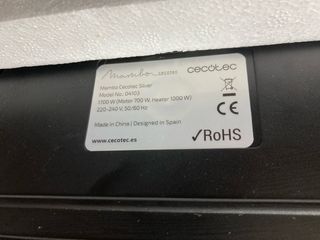 Mambo cecotec
Mambo Cecotec Silver
Model No.: 04103
1700 W (Motor 700 W, Heater 1000 W)
220-240 V, 50/60 Hz
Made in China | Designed in Spain
www.cecotec.es
CE
✓RoHS